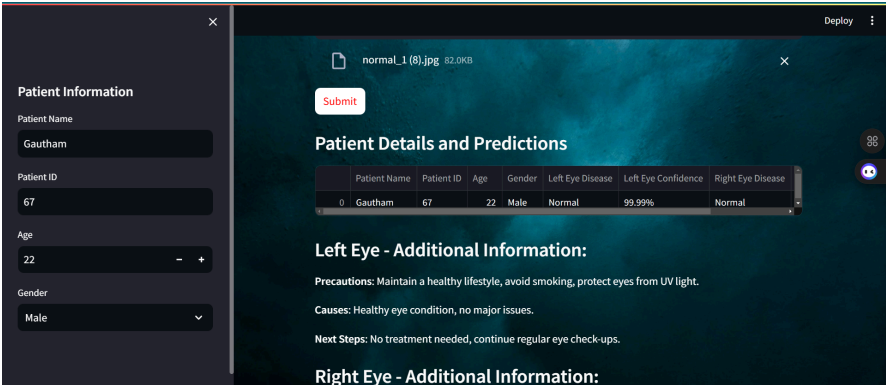 Deploy
Patient Information
Patient Name
Gautham
Patient ID
67
Age
22
Gender
Male
normal_1 (8).jpg 82.0KB
Submit
Patient Details and Predictions
Patient Name Patient ID Age Gender Left Eye Disease Left Eye Confidence Right Eye Disease
0 Gautham 67 22 Male Normal 99.99% Normal
Left Eye - Additional Information:
Precautions: Maintain a healthy lifestyle, avoid smoking, protect eyes from UV light.
Causes: Healthy eye condition, no major issues.
Next Steps: No treatment needed, continue regular eye check-ups.
Right Eye - Additional Information: